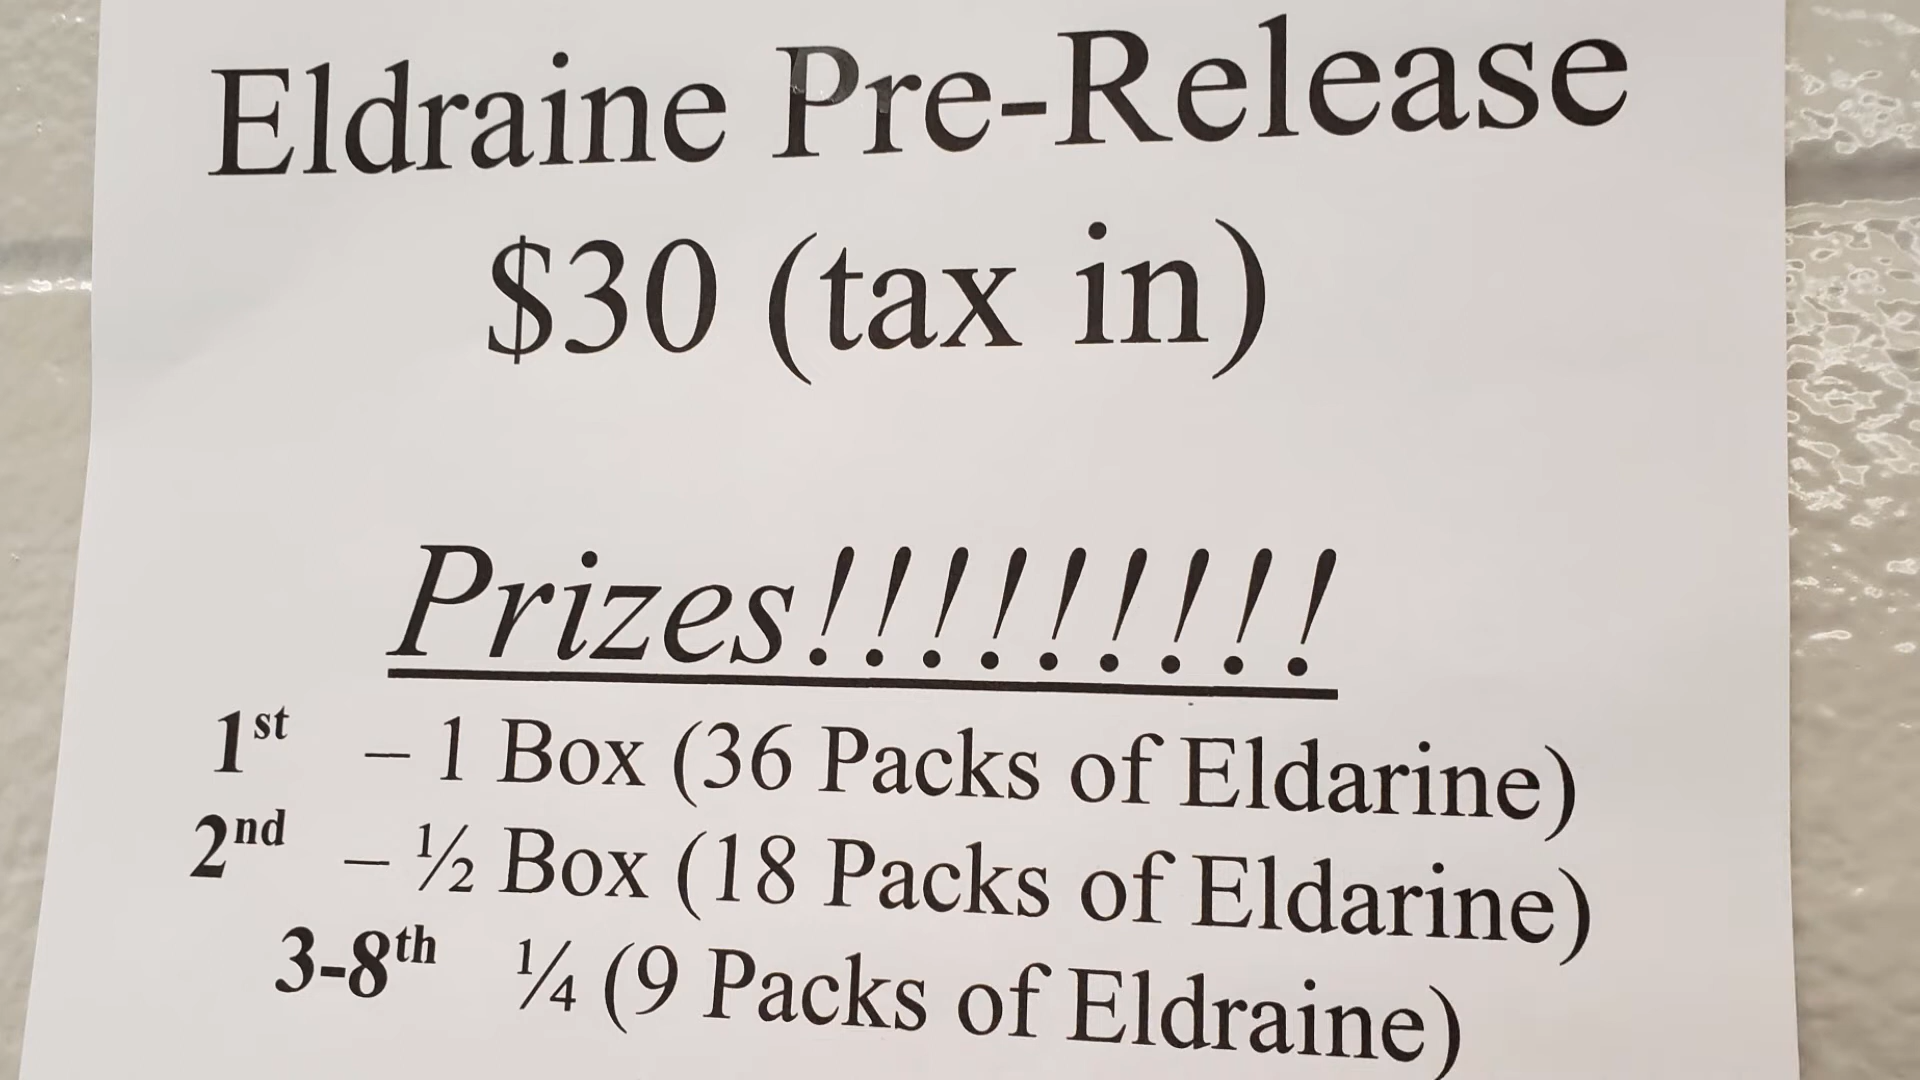 Eldraine Pre-Release
$30 (tax in)
Prizes!!!!!!!!!
1st – 1 Box (36 Packs of Eldarine)
2nd – ½ Box (18 Packs of Eldarine)
3-8th ¼ (9 Packs of Eldraine)